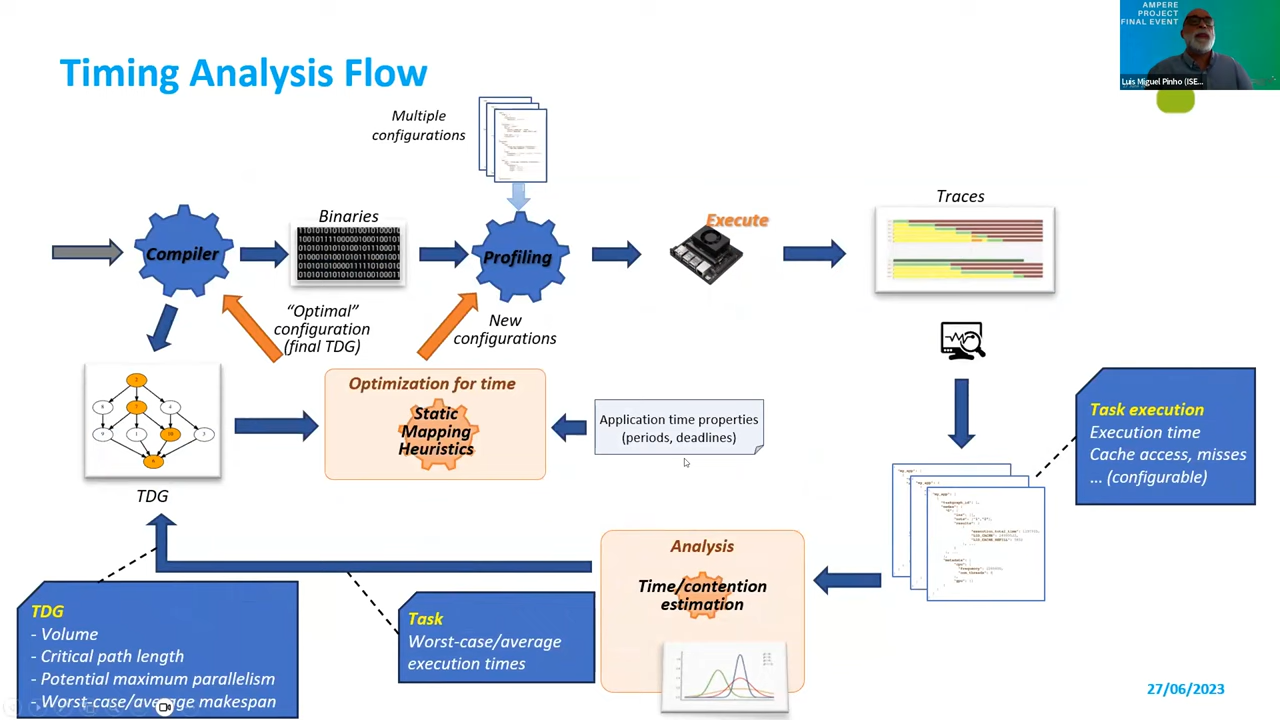 AMPERE
PROJECT
FINAL EVENT
Luis Miguel Pinho (ISE...
Timing Analysis Flow
Multiple
configurations
Binaries
Execute
Traces
Compiler
Profiling
"Optimal"
configuration
(final TDG)
New
configurations
Optimization for time
Static
Mapping
Heuristics
Application time properties
(periods, deadlines)
TDG
Task execution
Execution time
Cache access, misses
... (configurable)
Analysis
Time/contention
estimation
TDG
- Volume
- Critical path length
- Potential maximum parallelism
- Worst-case/average makespan
Task
Worst-case/average
execution times
27/06/2023